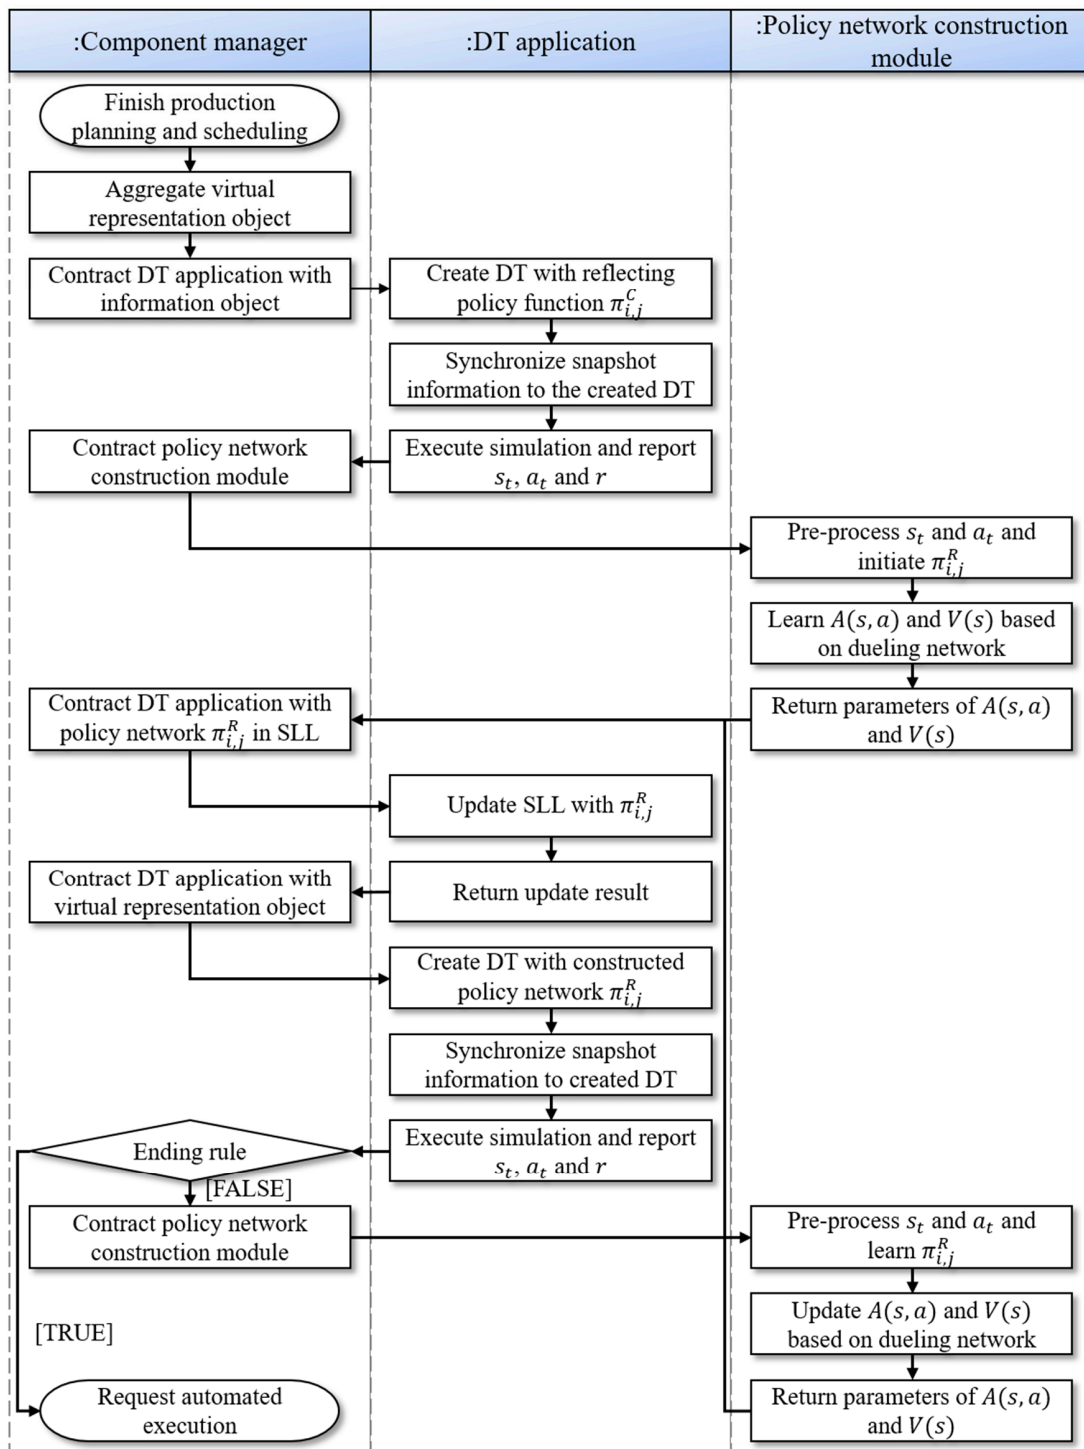 :Component manager
:DT application
:Policy network construction
module
Finish production
planning and scheduling
Aggregate virtual
representation object
Contract DT application with
information object
Create DT with reflecting
policy function $\pi_{i,j}^{C}$
Synchronize snapshot
information to the created DT
Contract policy network
construction module
Execute simulation and report
$s_t$, $a_t$ and $r$
Pre-process $s_t$ and $a_t$ and
initiate $\pi_{i,j}^{R}$
Learn $A(s,a)$ and $V(s)$ based
on dueling network
Contract DT application with
policy network $\pi_{i,j}^{R}$ in SLL
Return parameters of $A(s,a)$
and $V(s)$
Update SLL with $\pi_{i,j}^{R}$
Contract DT application with
virtual representation object
Return update result
Create DT with constructed
policy network $\pi_{i,j}^{R}$
Synchronize snapshot
information to created DT
Ending rule
Execute simulation and report
$s_t$, $a_t$ and $r$
[FALSE]
Contract policy network
construction module
Pre-process $s_t$ and $a_t$ and
learn $\pi_{i,j}^{R}$
[TRUE]
Update $A(s,a)$ and $V(s)$
based on dueling network
Request automated
execution
Return parameters of $A(s,a)$
and $V(s)$